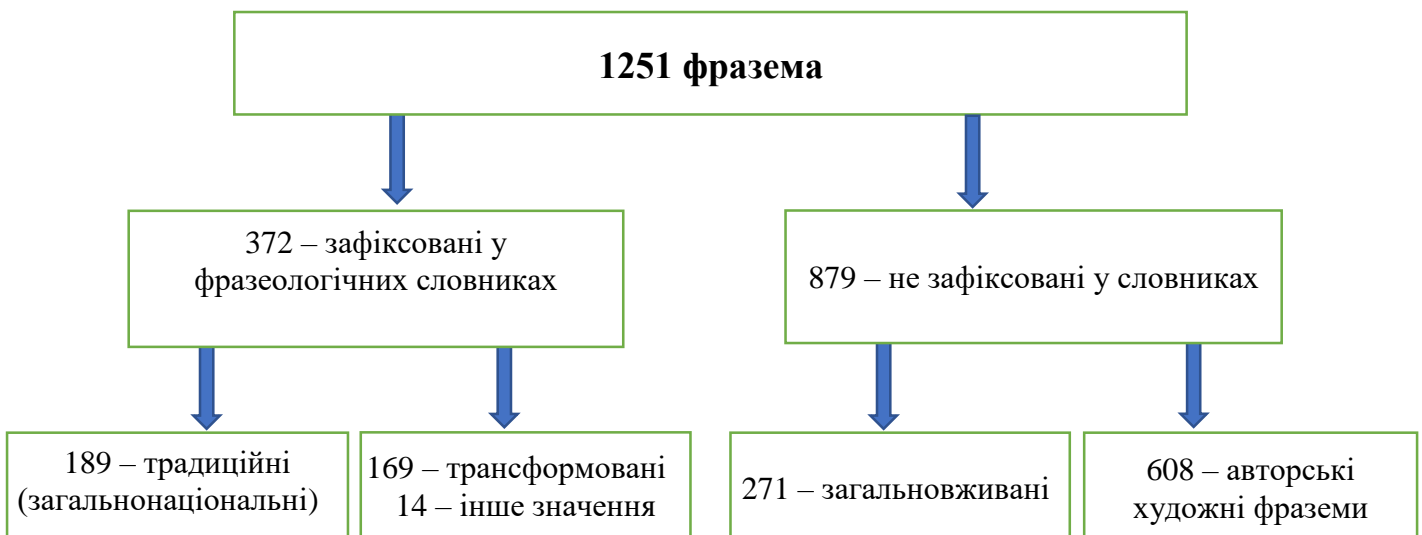 1251 фразема
372 – зафіксовані у
фразеологічних словниках
879 – не зафіксовані у словниках
189 – традиційні
(загальнонаціональні)
169 – трансформовані
14 – інше значення
271 – загальновживані
608 – авторські
художні фраземи